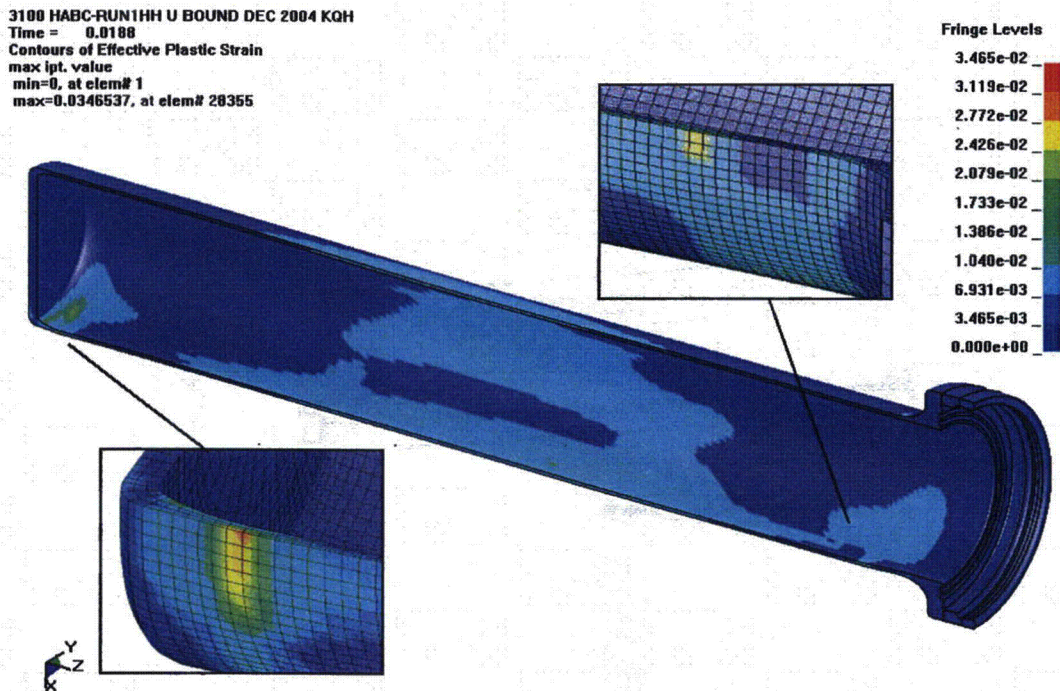 3100 HABC-RUN1HH U BOUND DEC 2004 KQH
Time = 0.0188
Contours of Effective Plastic Strain
max ipt. value
min=0, at elem# 1
max=0.0346537, at elem# 28355
Fringe Levels
3.465e-02
3.119e-02
2.772e-02
2.426e-02
2.079e-02
1.733e-02
1.386e-02
1.040e-02
6.931e-03
3.465e-03
0.000e+00
Y
Z
X